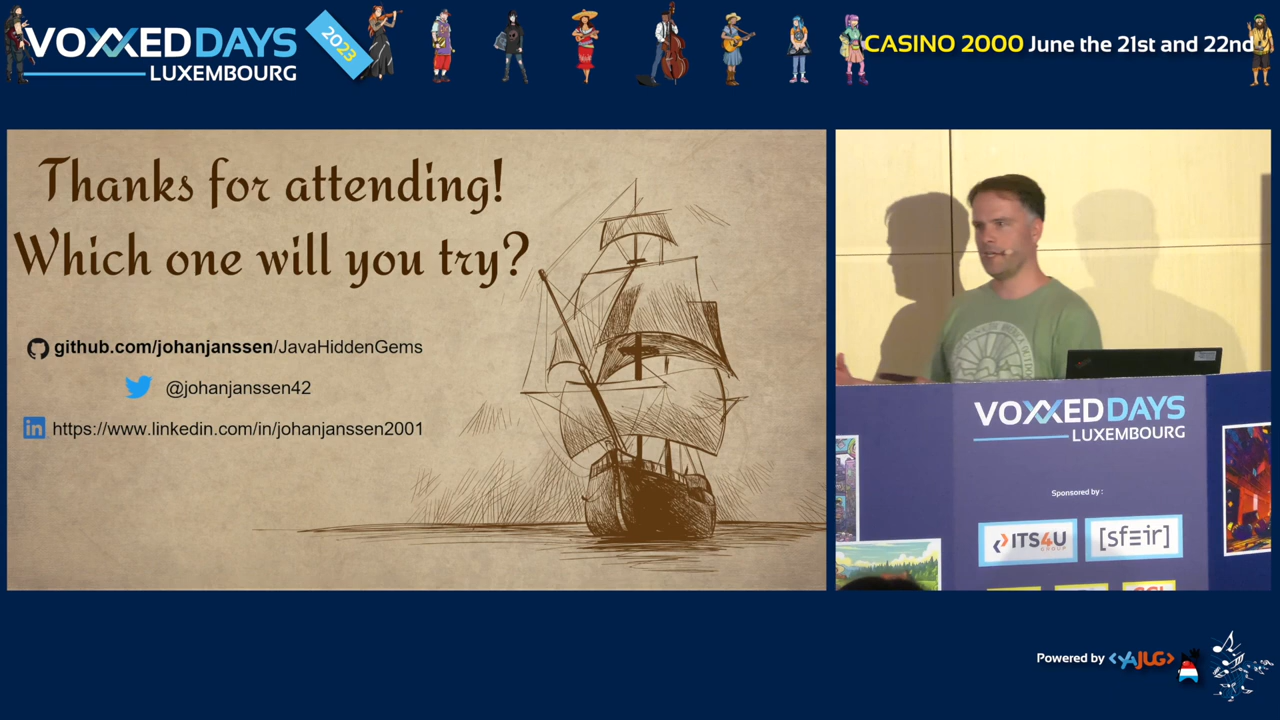 VOXXED DAYS
LUXEMBOURG
2023
CASINO 2000 June the 21st and 22nd
Thanks for attending!
Which one will you try?
github.com/johanjanssen/JavaHiddenGems
@johanjanssen42
in https://www.linkedin.com/in/johanjanssen2001
VOXXED DAYS
LUXEMBOURG
Sponsored by :
ITS4U
GROUP
[sfeir]
Powered by <YAJUG>